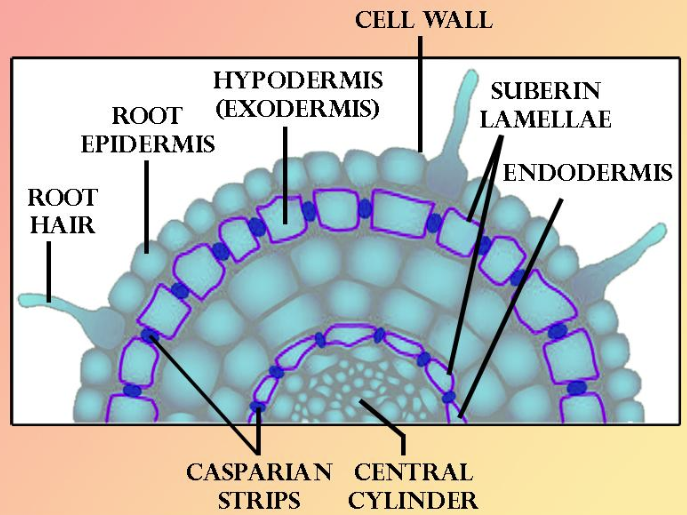 CELL WALL
HYPODERMIS
(EXODERMIS)
SUBERIN
LAMELLAE
ROOT
EPIDERMIS
ENDODERMIS
ROOT
HAIR
CASPARIAN
STRIPS
CENTRAL
CYLINDER